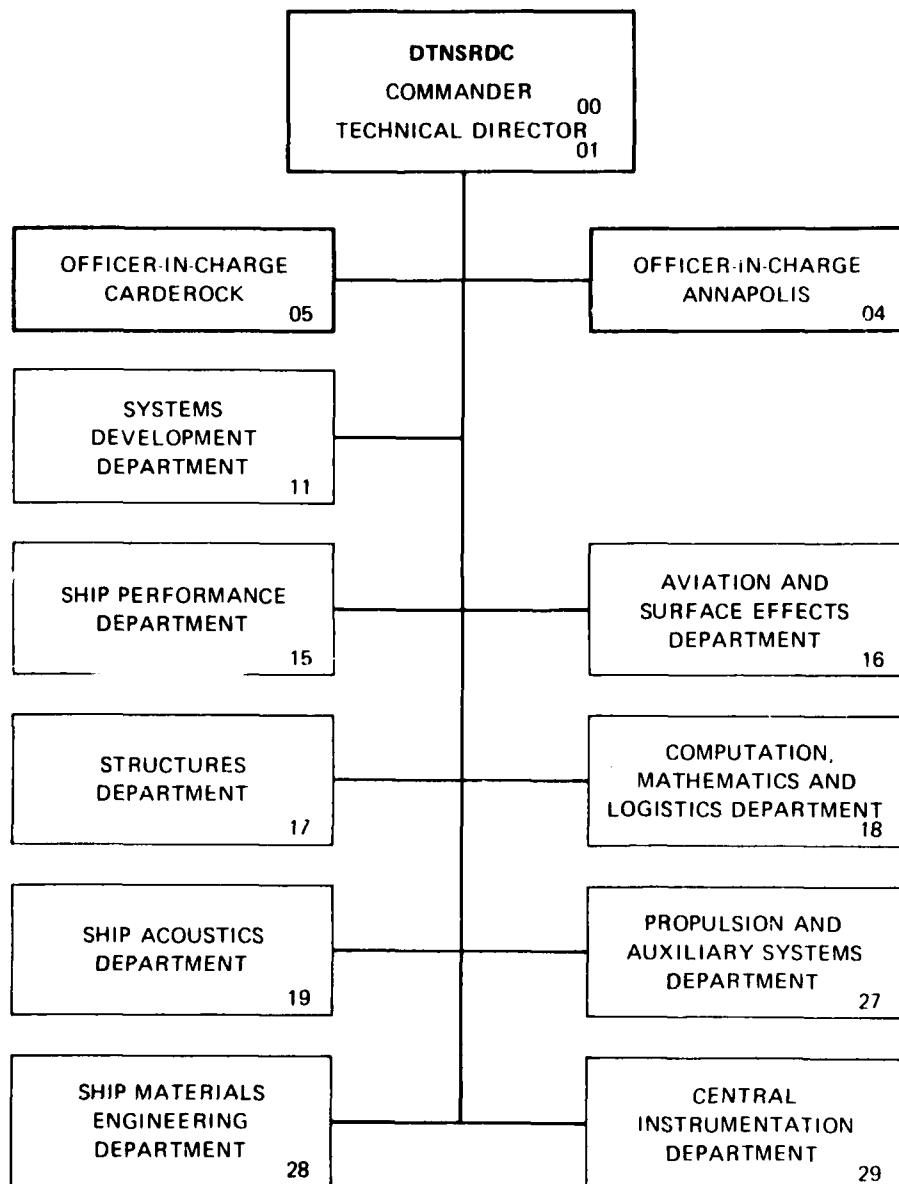 DTNSRDC
COMMANDER
00
TECHNICAL DIRECTOR
01
OFFICER-IN-CHARGE
CARDEROCK
05
OFFICER-iN-CHARGE
ANNAPOLIS
04
SYSTEMS
DEVELOPMENT
DEPARTMENT
11
SHIP PERFORMANCE
DEPARTMENT
15
AVIATION AND
SURFACE EFFECTS
DEPARTMENT
16
STRUCTURES
DEPARTMENT
17
COMPUTATION,
MATHEMATICS AND
LOGISTICS DEPARTMENT
18
SHIP ACOUSTICS
DEPARTMENT
19
PROPULSION AND
AUXILIARY SYSTEMS
DEPARTMENT
27
SHIP MATERIALS
ENGINEERING
DEPARTMENT
28
CENTRAL
INSTRUMENTATION
DEPARTMENT
29